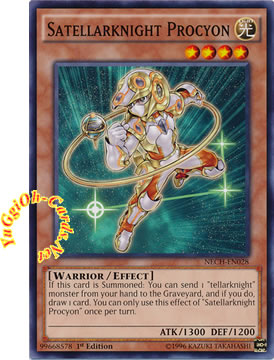 SATELLARKNIGHT PROCYON
YuGiOh-Cards.Net
NECH-EN028
[WARRIOR / EFFECT]
If this card is Summoned: You can send 1 "tellarknight"
monster from your hand to the Graveyard, and if you do,
draw 1 card. You can only use this effect of "Satellarknight
Procyon" once per turn.
ATK/1300 DEF/1200
99668578 1st Edition ©1996 KAZUKI TAKAHASHI